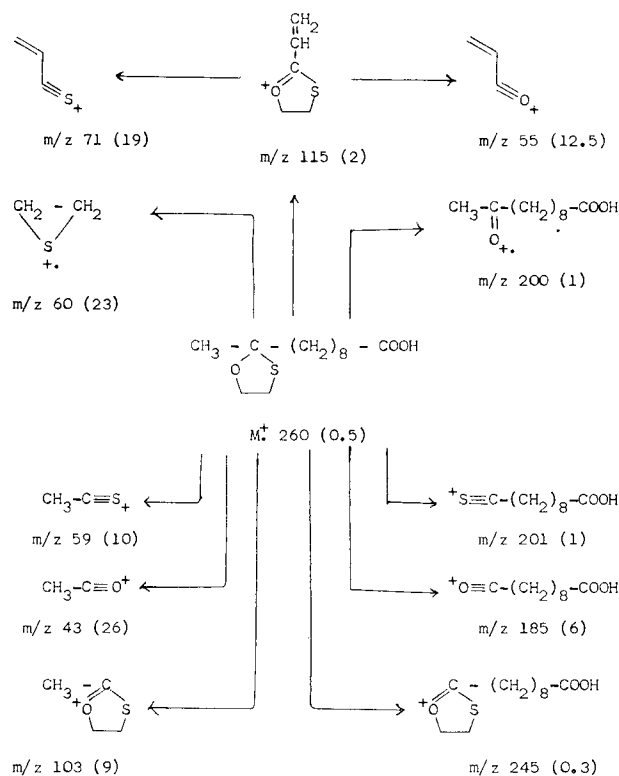 CH2
CH
S+
+O S
O+
m/z 71 (19)
m/z 115 (2)
m/z 55 (12.5)
CH2 - CH2
S
+.
m/z 60 (23)
CH3-C-(CH2)8-COOH
O+.
m/z 200 (1)
CH3 - C - (CH2)8 - COOH
O S
M+. 260 (0.5)
CH3-C≡S+
m/z 59 (10)
+S≡C-(CH2)8-COOH
m/z 201 (1)
CH3-C≡O+
m/z 43 (26)
+O≡C-(CH2)8-COOH
m/z 185 (6)
CH3 - C
+O S
m/z 103 (9)
C - (CH2)8-COOH
+O S
m/z 245 (0.3)